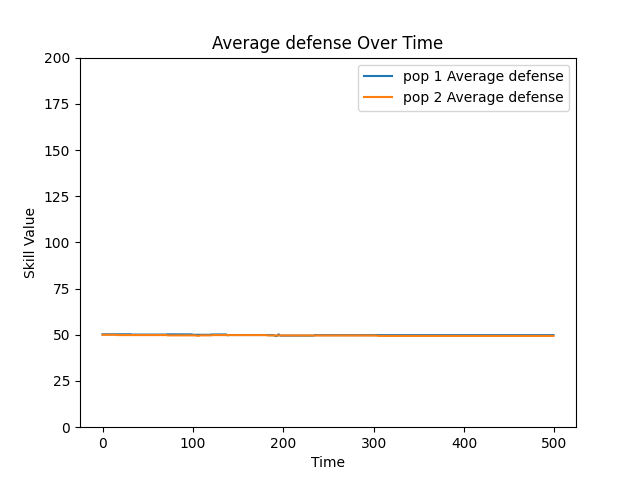 Average defense Over Time
pop 1 Average defense
pop 2 Average defense
Skill Value
200
175
150
125
100
75
50
25
0
0 100 200 300 400 500
Time